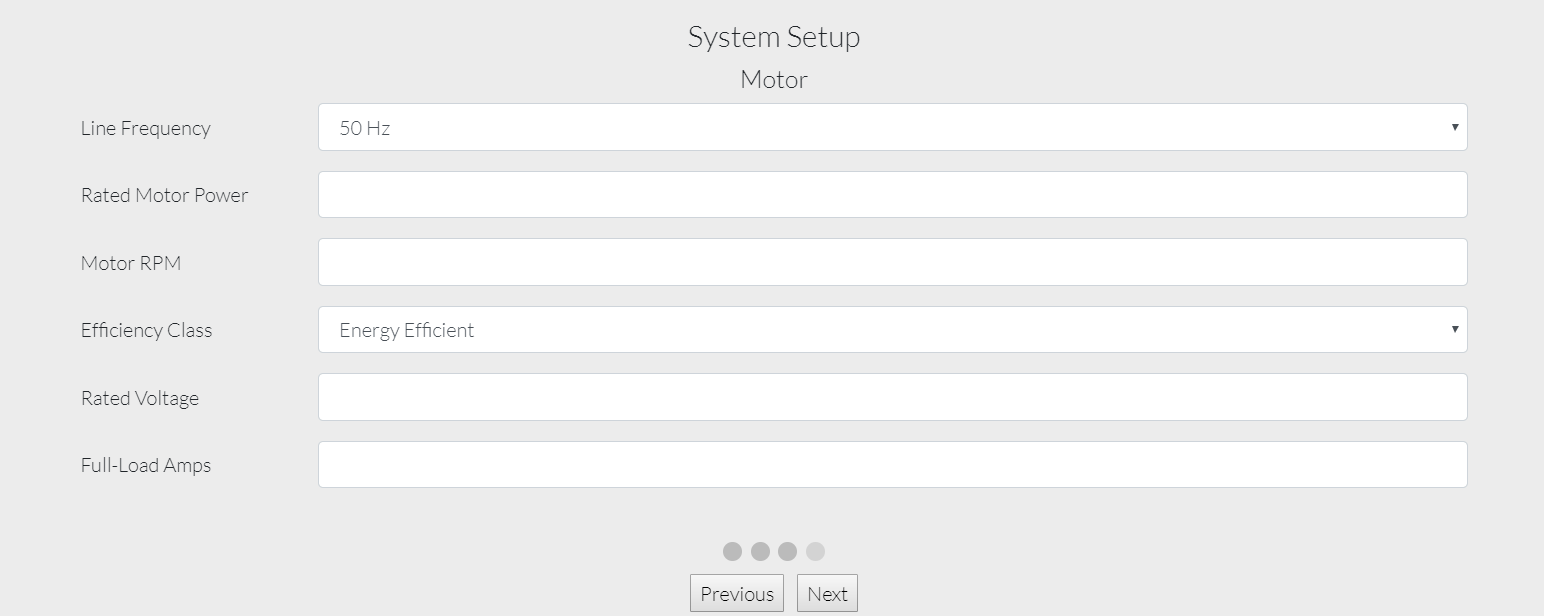 System Setup
Motor
Line Frequency 50 Hz
Rated Motor Power
Motor RPM
Efficiency Class Energy Efficient
Rated Voltage
Full-Load Amps
Previous Next